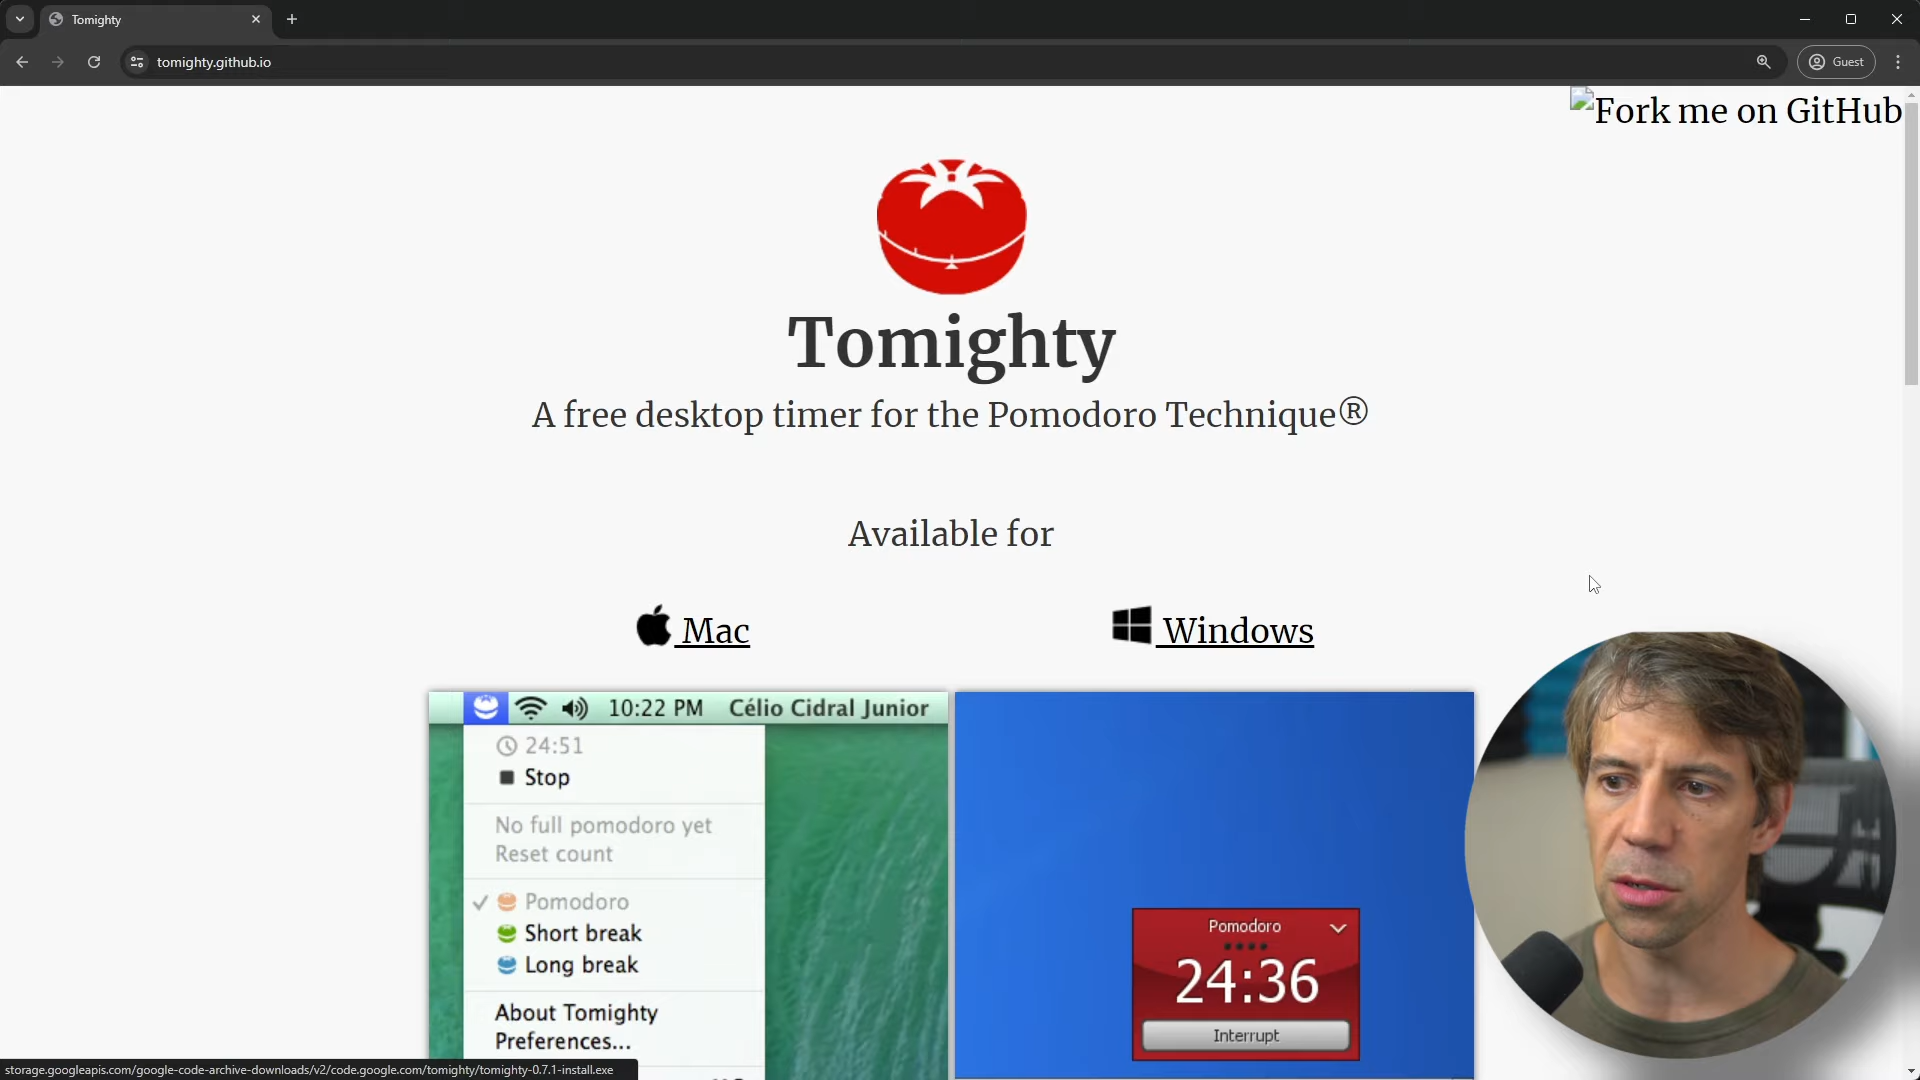 Tomighty
tomighty.github.io
Guest
Fork me on GitHub
Tomighty
A free desktop timer for the Pomodoro Technique®
Available for
Mac
Windows
10:22 PM Célio Cidral Junior
24:51
Stop
No full pomodoro yet
Reset count
Pomodoro
Short break
Long break
About Tomighty
Preferences...
Pomodoro
24:36
Interrupt
storage.googleapis.com/google-code-archive-downloads/v2/code.google.com/tomighty/tomighty-0.7.1-install.exe